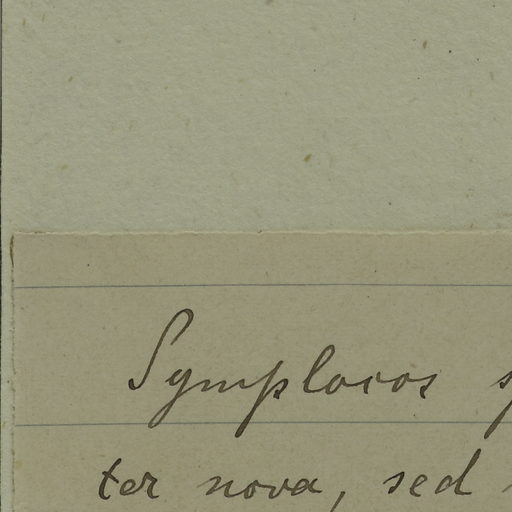 Symplocos
ter nova, sed